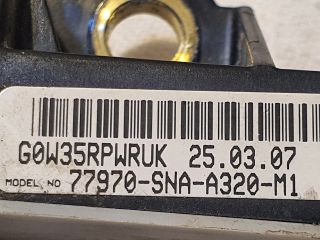 G0W35RPWRUK 25.03.07
MODEL NO 77970-SNA-A320-M1